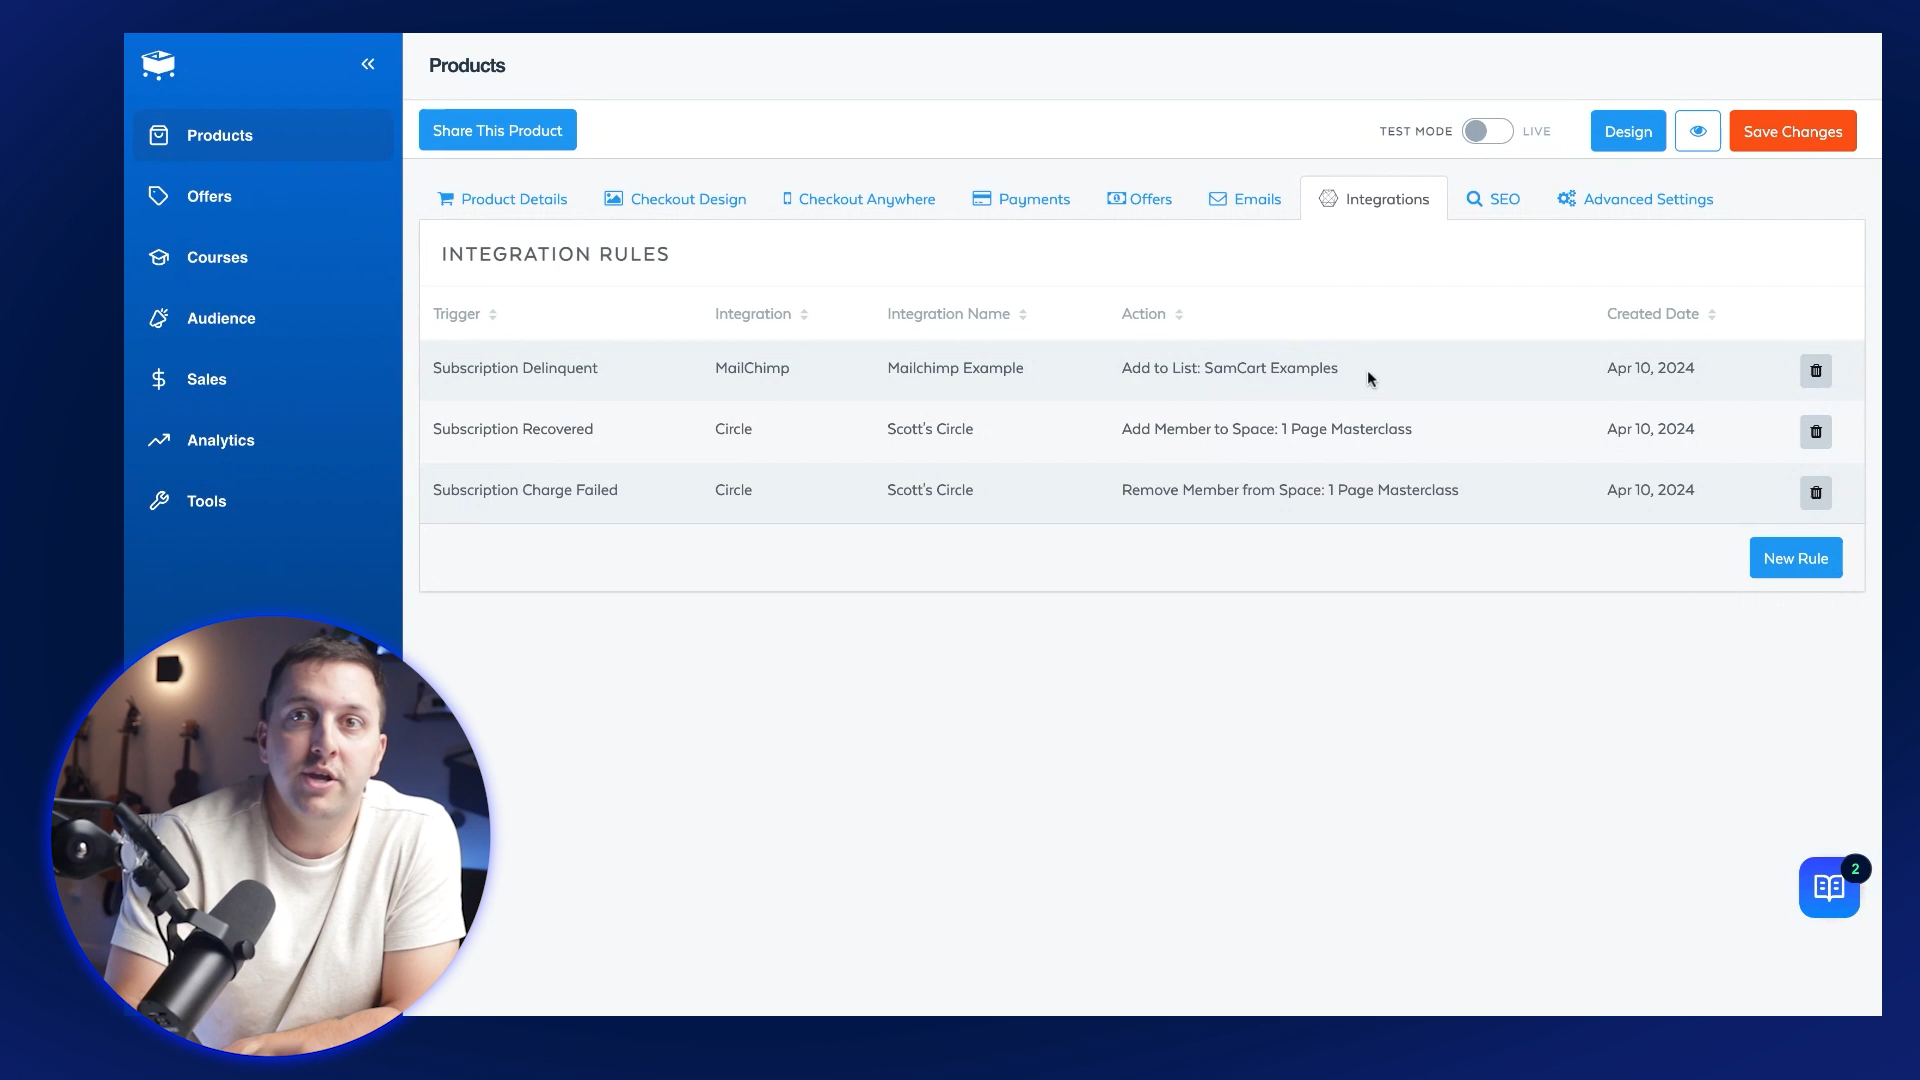 Products
Share This Product
TEST MODE LIVE
Design
Save Changes
Products
Offers
Courses
Audience
Sales
Analytics
Tools
Product Details
Checkout Design
Checkout Anywhere
Payments
Offers
Emails
Integrations
SEO
Advanced Settings
INTEGRATION RULES
Trigger Integration Integration Name Action Created Date
Subscription Delinquent MailChimp Mailchimp Example Add to List: SamCart Examples Apr 10, 2024
Subscription Recovered Circle Scott's Circle Add Member to Space: 1 Page Masterclass Apr 10, 2024
Subscription Charge Failed Circle Scott's Circle Remove Member from Space: 1 Page Masterclass Apr 10, 2024
New Rule
2